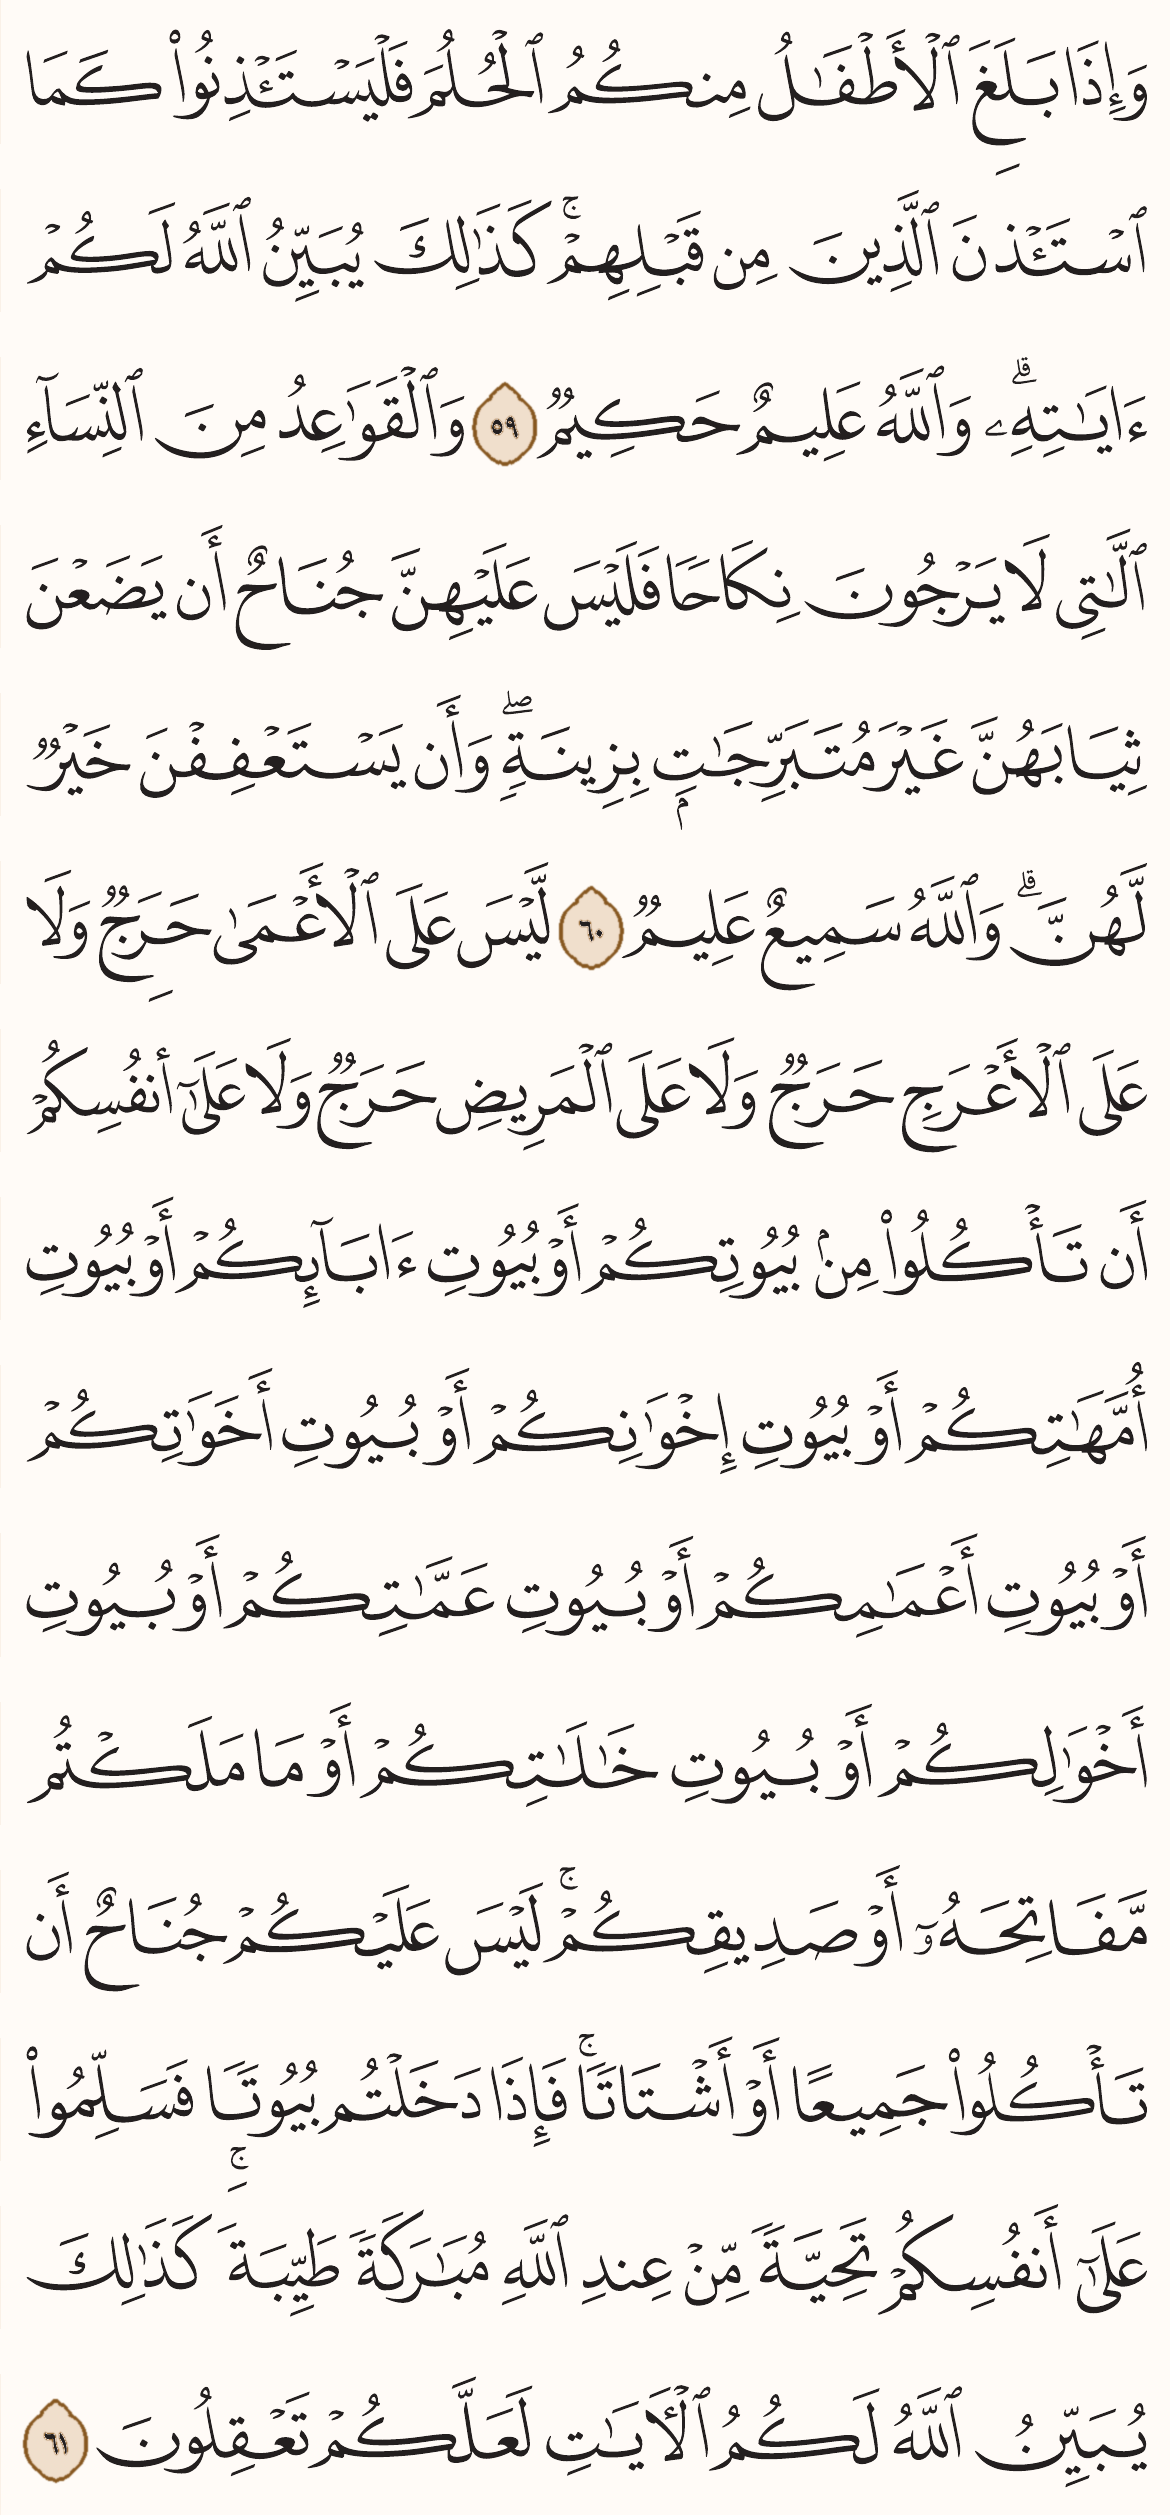 وَإِذَا بَلَغَ ٱلْأَطْفَـٰلُ مِنكُمُ ٱلْحُلُمَ فَلْيَسْتَـْٔذِنُوا۟ كَمَا
ٱسْتَـْٔذَنَ ٱلَّذِينَ مِن قَبْلِهِمْ ۚ كَذَٰلِكَ يُبَيِّنُ ٱللَّهُ لَكُمْ
ءَايَـٰتِهِۦ ۗ وَٱللَّهُ عَلِيمٌ حَكِيمٌ ٥٩ وَٱلْقَوَٰعِدُ مِنَ ٱلنِّسَآءِ
ٱلَّـٰتِى لَا يَرْجُونَ نِكَاحًا فَلَيْسَ عَلَيْهِنَّ جُنَاحٌ أَن يَضَعْنَ
ثِيَابَهُنَّ غَيْرَ مُتَبَرِّجَـٰتٍۭ بِزِينَةٍ ۖ وَأَن يَسْتَعْفِفْنَ خَيْرٌ
لَّهُنَّ ۗ وَٱللَّهُ سَمِيعٌ عَلِيمٌ ٦٠ لَّيْسَ عَلَى ٱلْأَعْمَىٰ حَرَجٌ وَلَا
عَلَى ٱلْأَعْرَجِ حَرَجٌ وَلَا عَلَى ٱلْمَرِيضِ حَرَجٌ وَلَا عَلَىٰٓ أَنفُسِكُمْ
أَن تَأْكُلُوا۟ مِنۢ بُيُوتِكُمْ أَوْ بُيُوتِ ءَابَآئِكُمْ أَوْ بُيُوتِ
أُمَّهَـٰتِكُمْ أَوْ بُيُوتِ إِخْوَٰنِكُمْ أَوْ بُيُوتِ أَخَوَٰتِكُمْ
أَوْ بُيُوتِ أَعْمَـٰمِكُمْ أَوْ بُيُوتِ عَمَّـٰتِكُمْ أَوْ بُيُوتِ
أَخْوَٰلِكُمْ أَوْ بُيُوتِ خَـٰلَـٰتِكُمْ أَوْ مَا مَلَكْتُم
مَّفَاتِحَهُۥٓ أَوْ صَدِيقِكُمْ ۚ لَيْسَ عَلَيْكُمْ جُنَاحٌ أَن
تَأْكُلُوا۟ جَمِيعًا أَوْ أَشْتَاتًا ۚ فَإِذَا دَخَلْتُم بُيُوتًا فَسَلِّمُوا۟
عَلَىٰٓ أَنفُسِكُمْ تَحِيَّةً مِّنْ عِندِ ٱللَّهِ مُبَـٰرَكَةً طَيِّبَةً ۚ كَذَٰلِكَ
يُبَيِّنُ ٱللَّهُ لَكُمُ ٱلْـَٔايَـٰتِ لَعَلَّكُمْ تَعْقِلُونَ ٦١